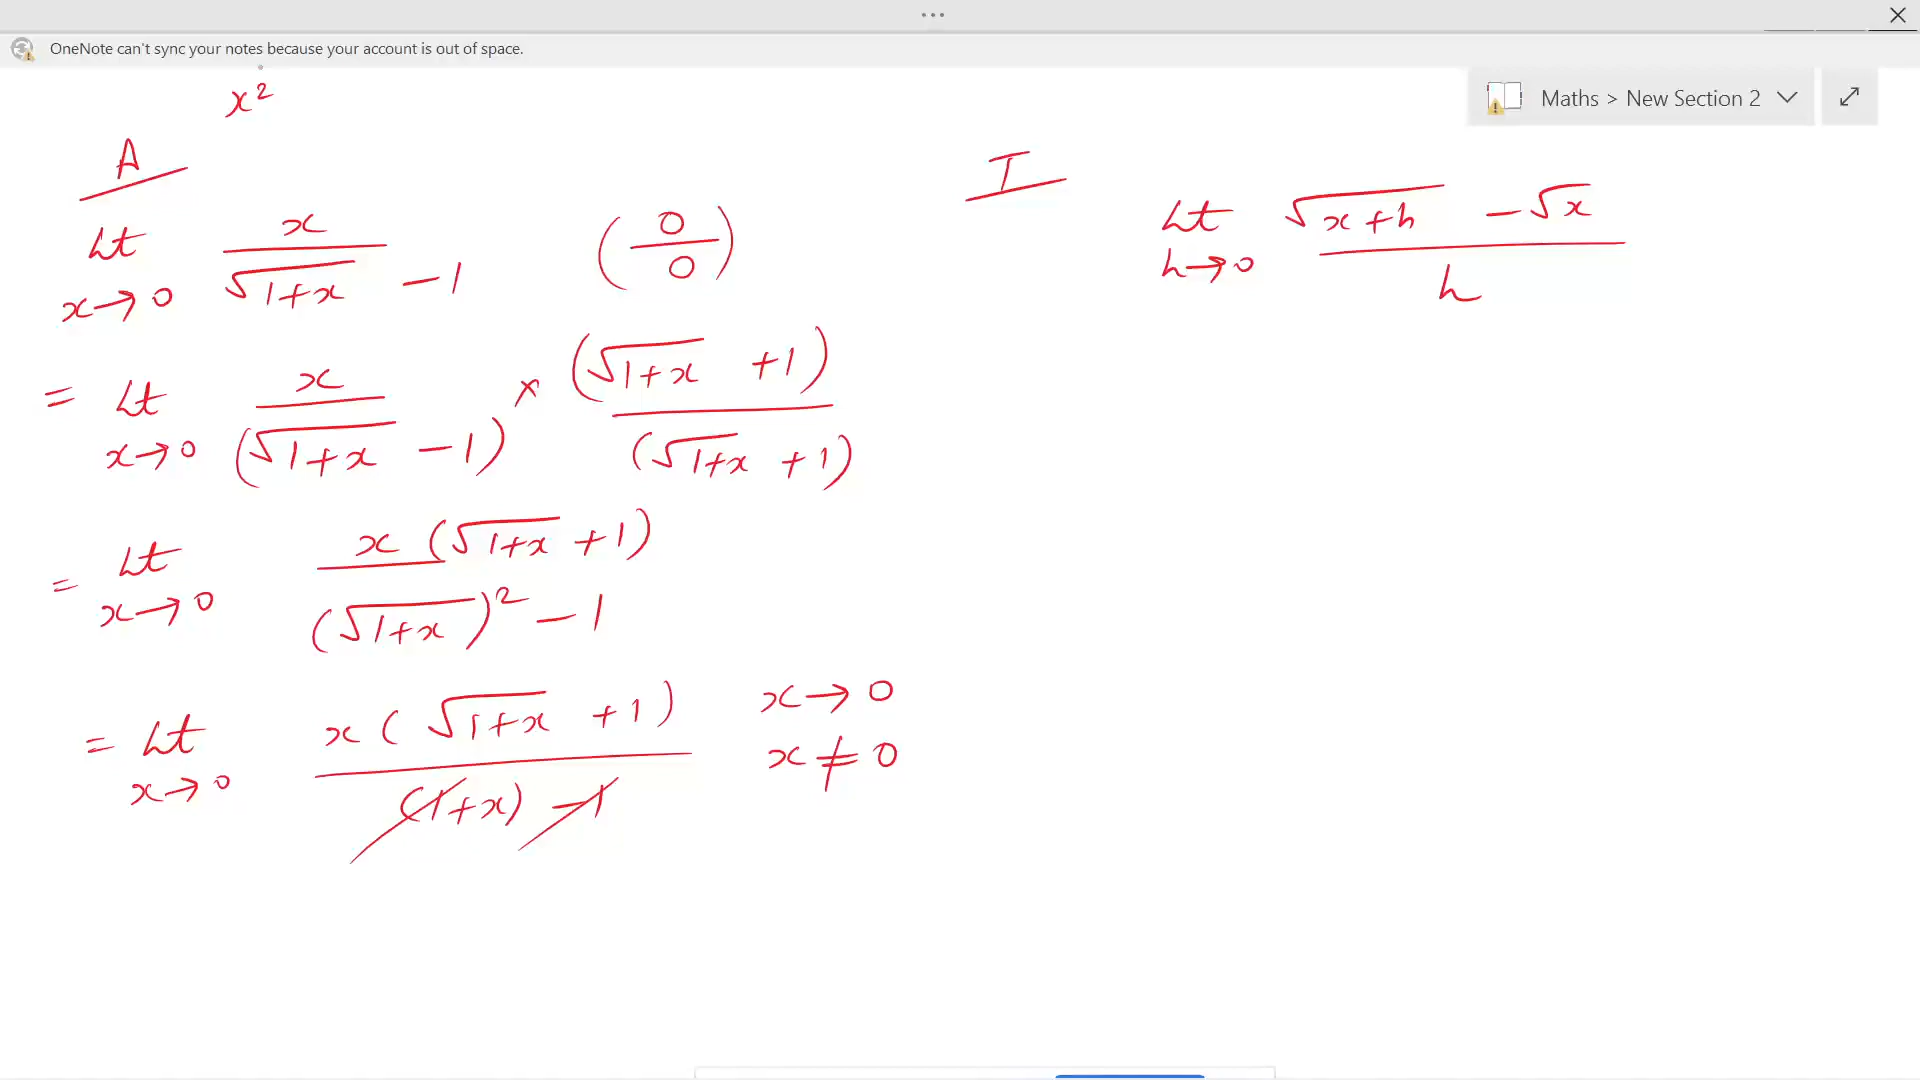 OneNote can't sync your notes because your account is out of space.
Maths > New Section 2
x²
A
Lt x→0 x / (√(1+x) - 1) (0/0)
= Lt x→0 x / (√(1+x) - 1) × (√(1+x) + 1) / (√(1+x) + 1)
= Lt x→0 x (√(1+x) + 1) / (√(1+x))² - 1
= Lt x→0 x (√(1+x) + 1) / (1+x) - 1
x→0
x≠0
I
Lt h→0 (√(x+h) - √x) / h